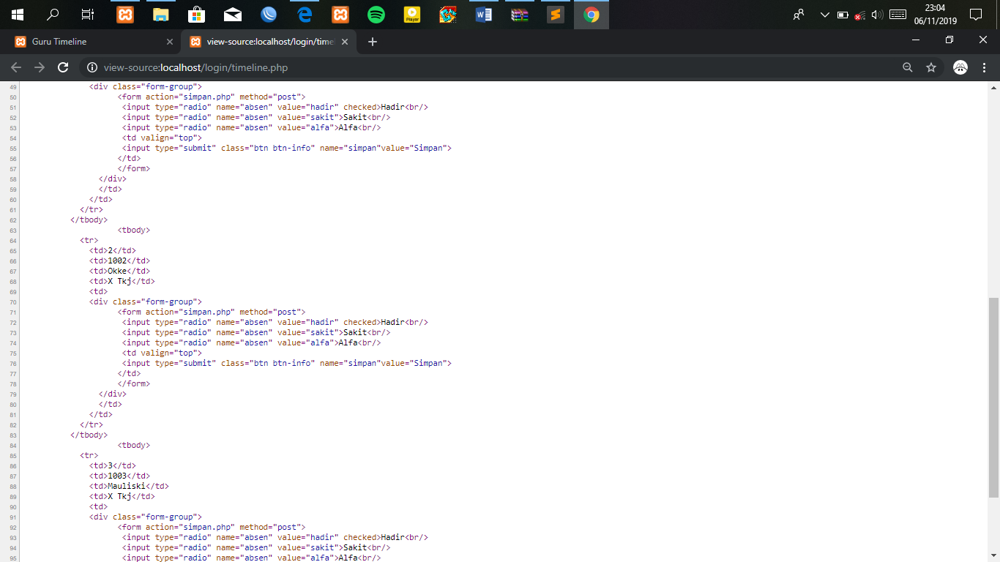 23:04
06/11/2019
Player
Guru Timeline
view-source:localhost/login/time
view-source:localhost/login/timeline.php
49 <div class="form-group">
50 <form action="simpan.php" method="post">
51 <input type="radio" name="absen" value="hadir" checked>Hadir<br/>
52 <input type="radio" name="absen" value="sakit">Sakit<br/>
53 <input type="radio" name="absen" value="alfa">Alfa<br/>
54 <td valign="top">
55 <input type="submit" class="btn btn-info" name="simpan"value="Simpan">
56 </td>
57 </form>
58 </div>
59 </td>
60 </td>
61 </tr>
62 </tbody>
63 <tbody>
64 <tr>
65 <td>2</td>
66 <td>1002</td>
67 <td>Okke</td>
68 <td>X Tkj</td>
69 <td>
70 <div class="form-group">
71 <form action="simpan.php" method="post">
72 <input type="radio" name="absen" value="hadir" checked>Hadir<br/>
73 <input type="radio" name="absen" value="sakit">Sakit<br/>
74 <input type="radio" name="absen" value="alfa">Alfa<br/>
75 <td valign="top">
76 <input type="submit" class="btn btn-info" name="simpan"value="Simpan">
77 </td>
78 </form>
79 </div>
80 </td>
81 </td>
82 </tr>
83 </tbody>
84 <tbody>
85 <tr>
86 <td>3</td>
87 <td>1003</td>
88 <td>Mauliski</td>
89 <td>X Tkj</td>
90 <td>
91 <div class="form-group">
92 <form action="simpan.php" method="post">
93 <input type="radio" name="absen" value="hadir" checked>Hadir<br/>
94 <input type="radio" name="absen" value="sakit">Sakit<br/>
95 <input type="radio" name="absen" value="alfa">Alfa<br/>